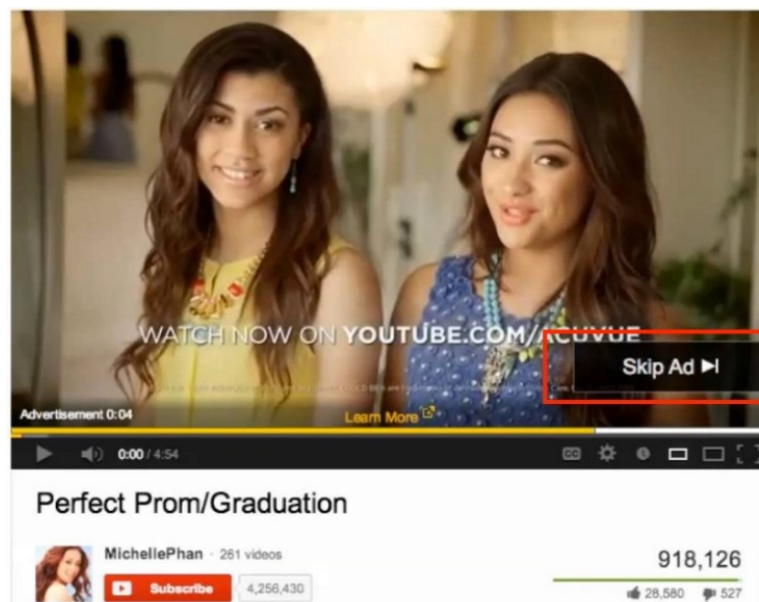 WATCH NOW ON YOUTUBE.COM/ACUVUE
Skip Ad
Advertisement 0:04
Learn More
0:00 / 4:54
CC
Perfect Prom/Graduation
MichellePhan · 261 videos
918,126
Subscribe 4,256,430
28,580 527